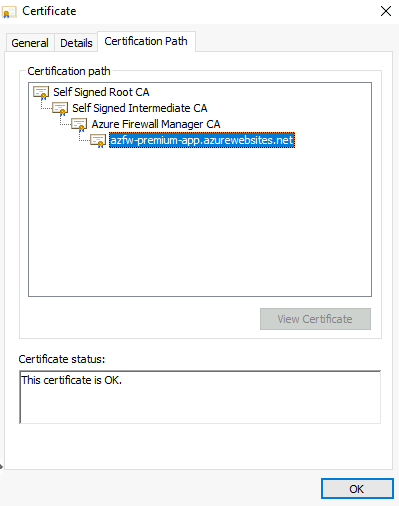 Certificate
General
Details
Certification Path
Certification path
Self Signed Root CA
Self Signed Intermediate CA
Azure Firewall Manager CA
azfw-premium-app.azurewebsites.net
View Certificate
Certificate status:
This certificate is OK.
OK